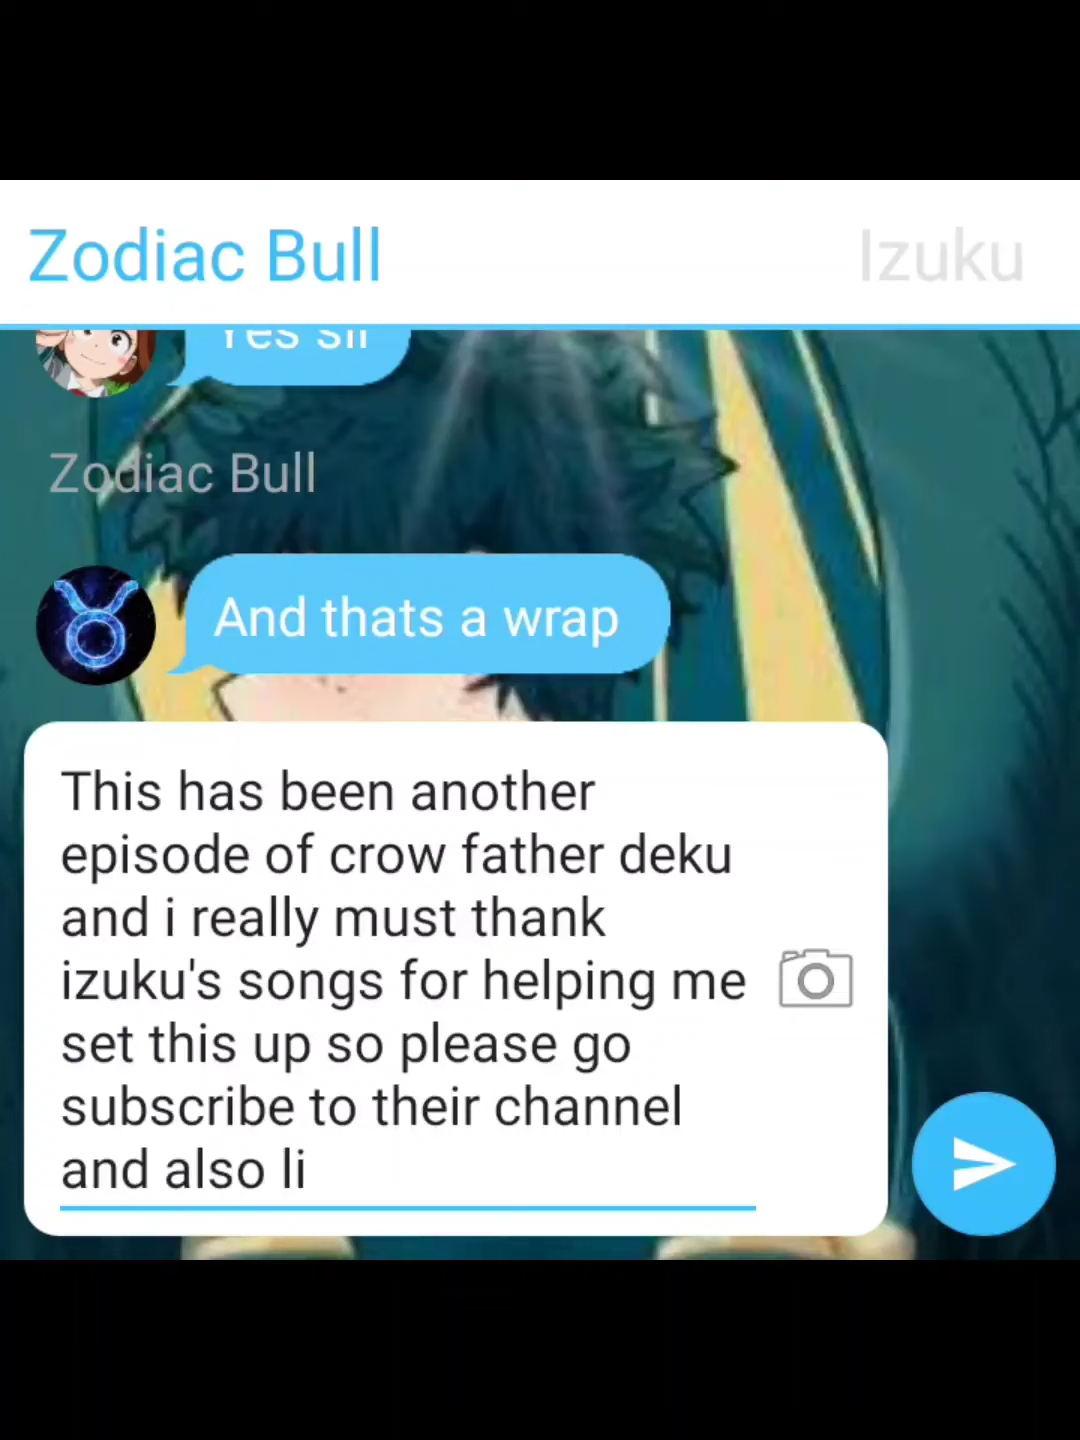 Zodiac Bull
Izuku
Yes sir
Zodiac Bull
And thats a wrap
This has been another
episode of crow father deku
and i really must thank
izuku's songs for helping me
set this up so please go
subscribe to their channel
and also li